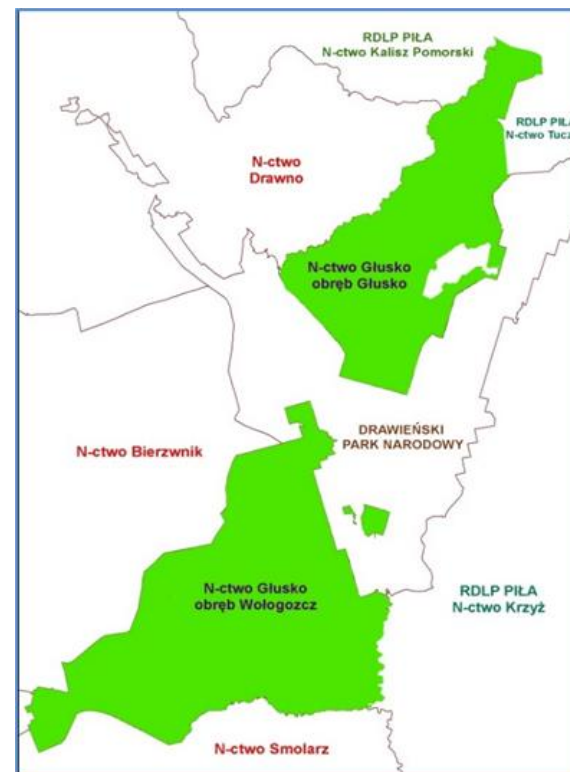 RDLP PIŁA
N-ctwo Kalisz Pomorski
RDLP PIŁ
N-ctwo Tucz
N-ctwo
Drawno
N-ctwo Głusko
obręb Głusko
DRAWIEŃSKI
PARK NARODOWY
N-ctwo Bierzwnik
N-ctwo Głusko
obręb Wołogozcz
RDLP PIŁA
N-ctwo Krzyż
N-ctwo Smolarz